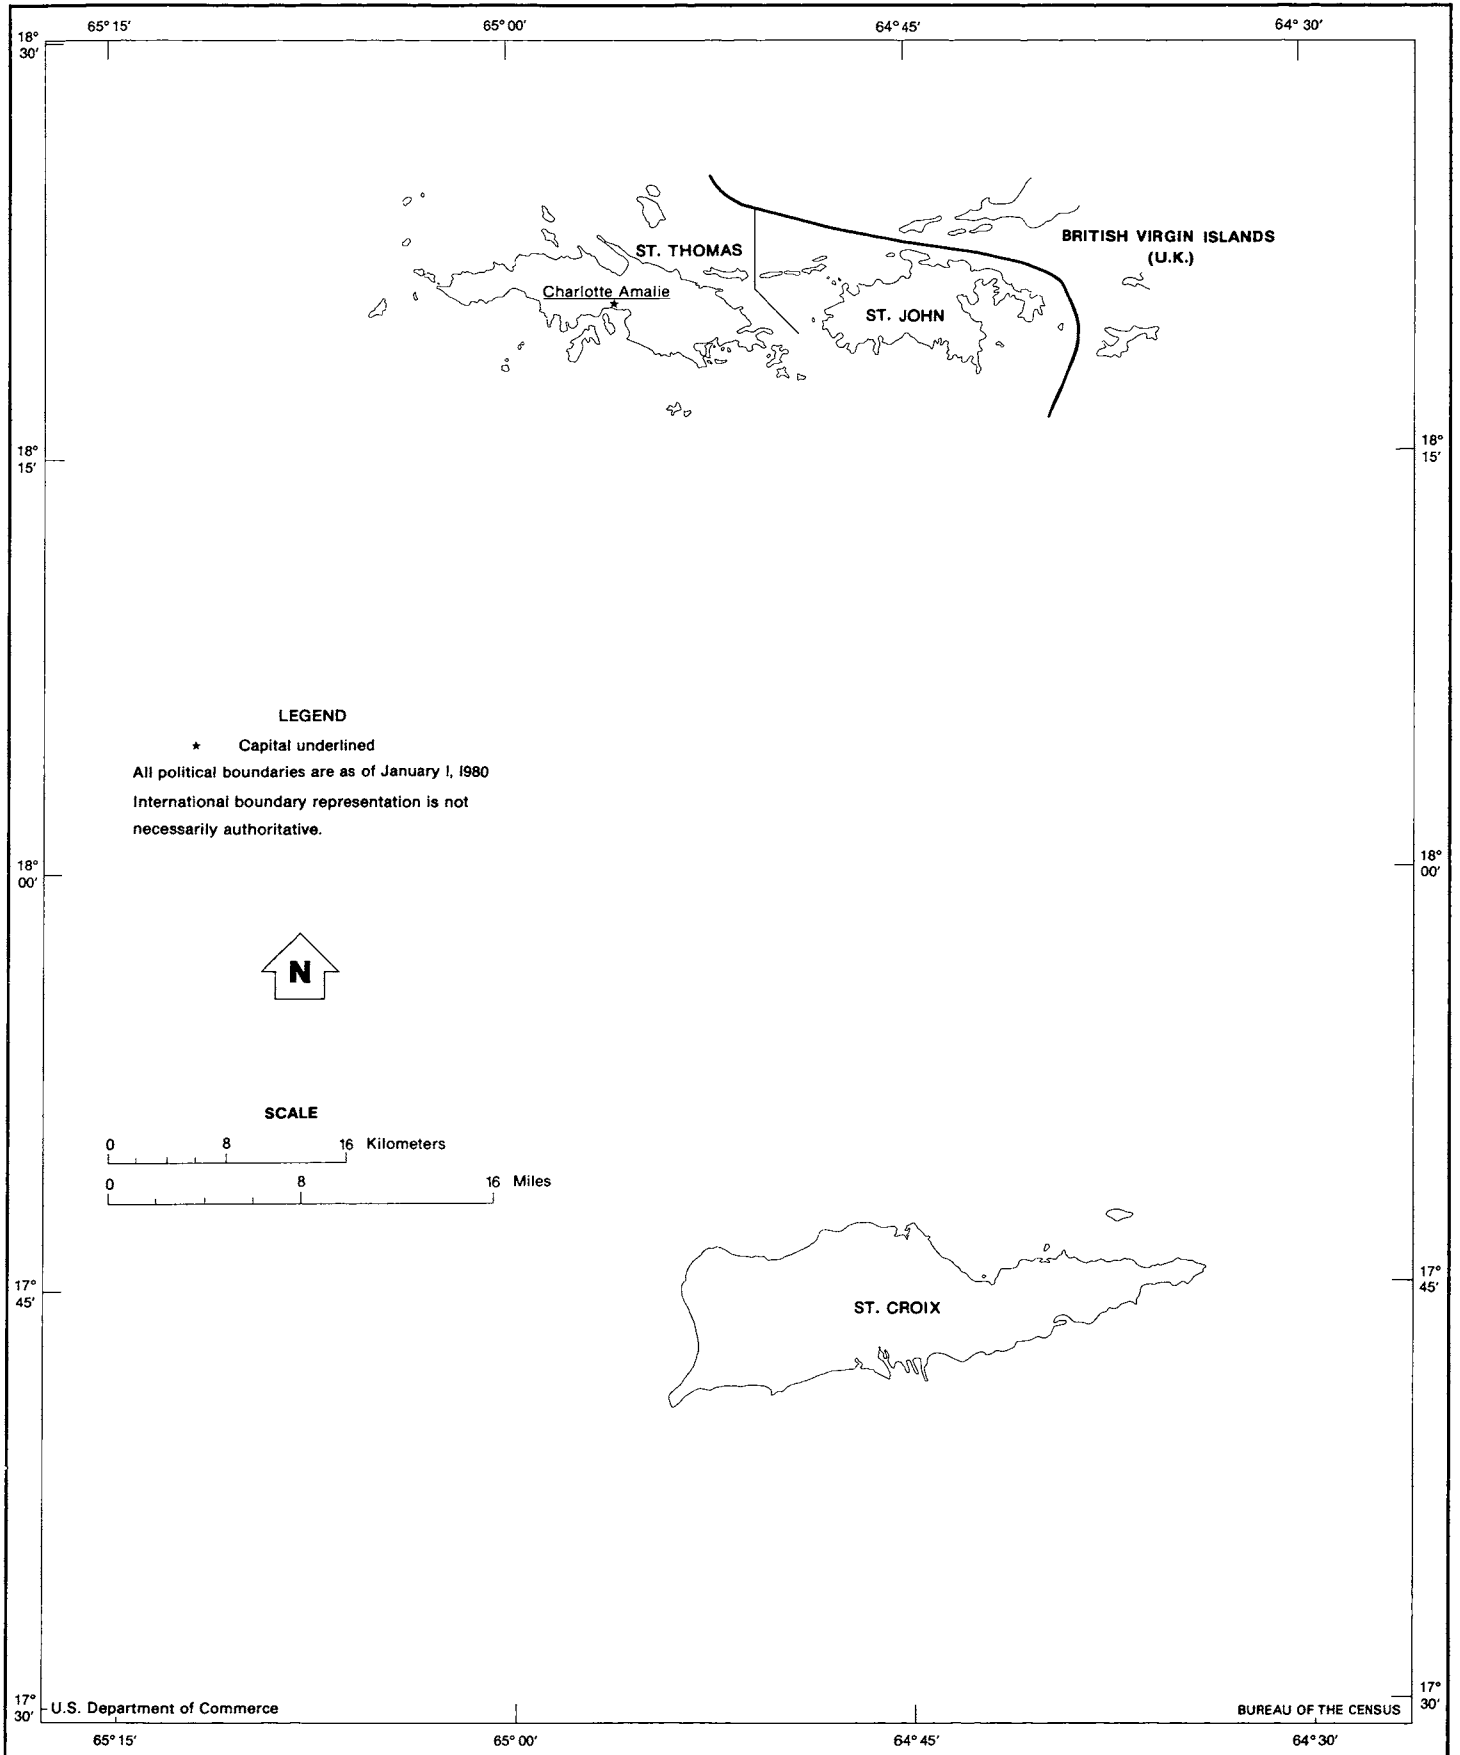 65° 15′ 65° 00′ 64° 45′ 64° 30′
18°
30′
ST. THOMAS
BRITISH VIRGIN ISLANDS
(U.K.)
Charlotte Amalie
ST. JOHN
18°
15′
18°
15′
LEGEND
★ Capital underlined
All political boundaries are as of January 1, 1980
International boundary representation is not
necessarily authoritative.
18°
00′
18°
00′
N
SCALE
0 8 16 Kilometers
0 8 16 Miles
17°
45′
17°
45′
ST. CROIX
17°
30′
17°
30′
U.S. Department of Commerce
BUREAU OF THE CENSUS
65° 15′ 65° 00′ 64° 45′ 64° 30′